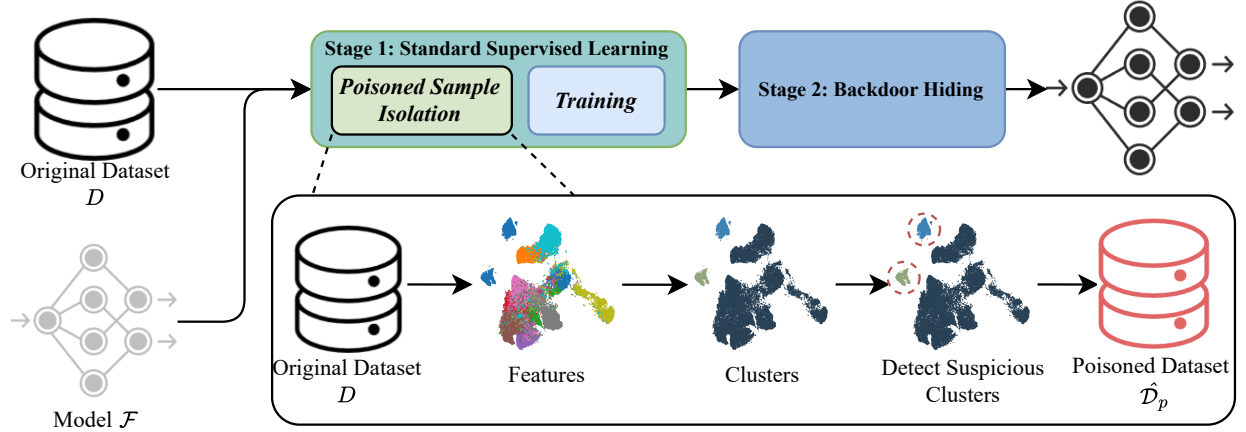 Stage 1: Standard Supervised Learning
Poisoned Sample
Isolation
Training
Stage 2: Backdoor Hiding
Original Dataset
D
Model ℱ
Original Dataset
D
Features
Clusters
Detect Suspicious
Clusters
Poisoned Dataset
𝒟̂ₚ